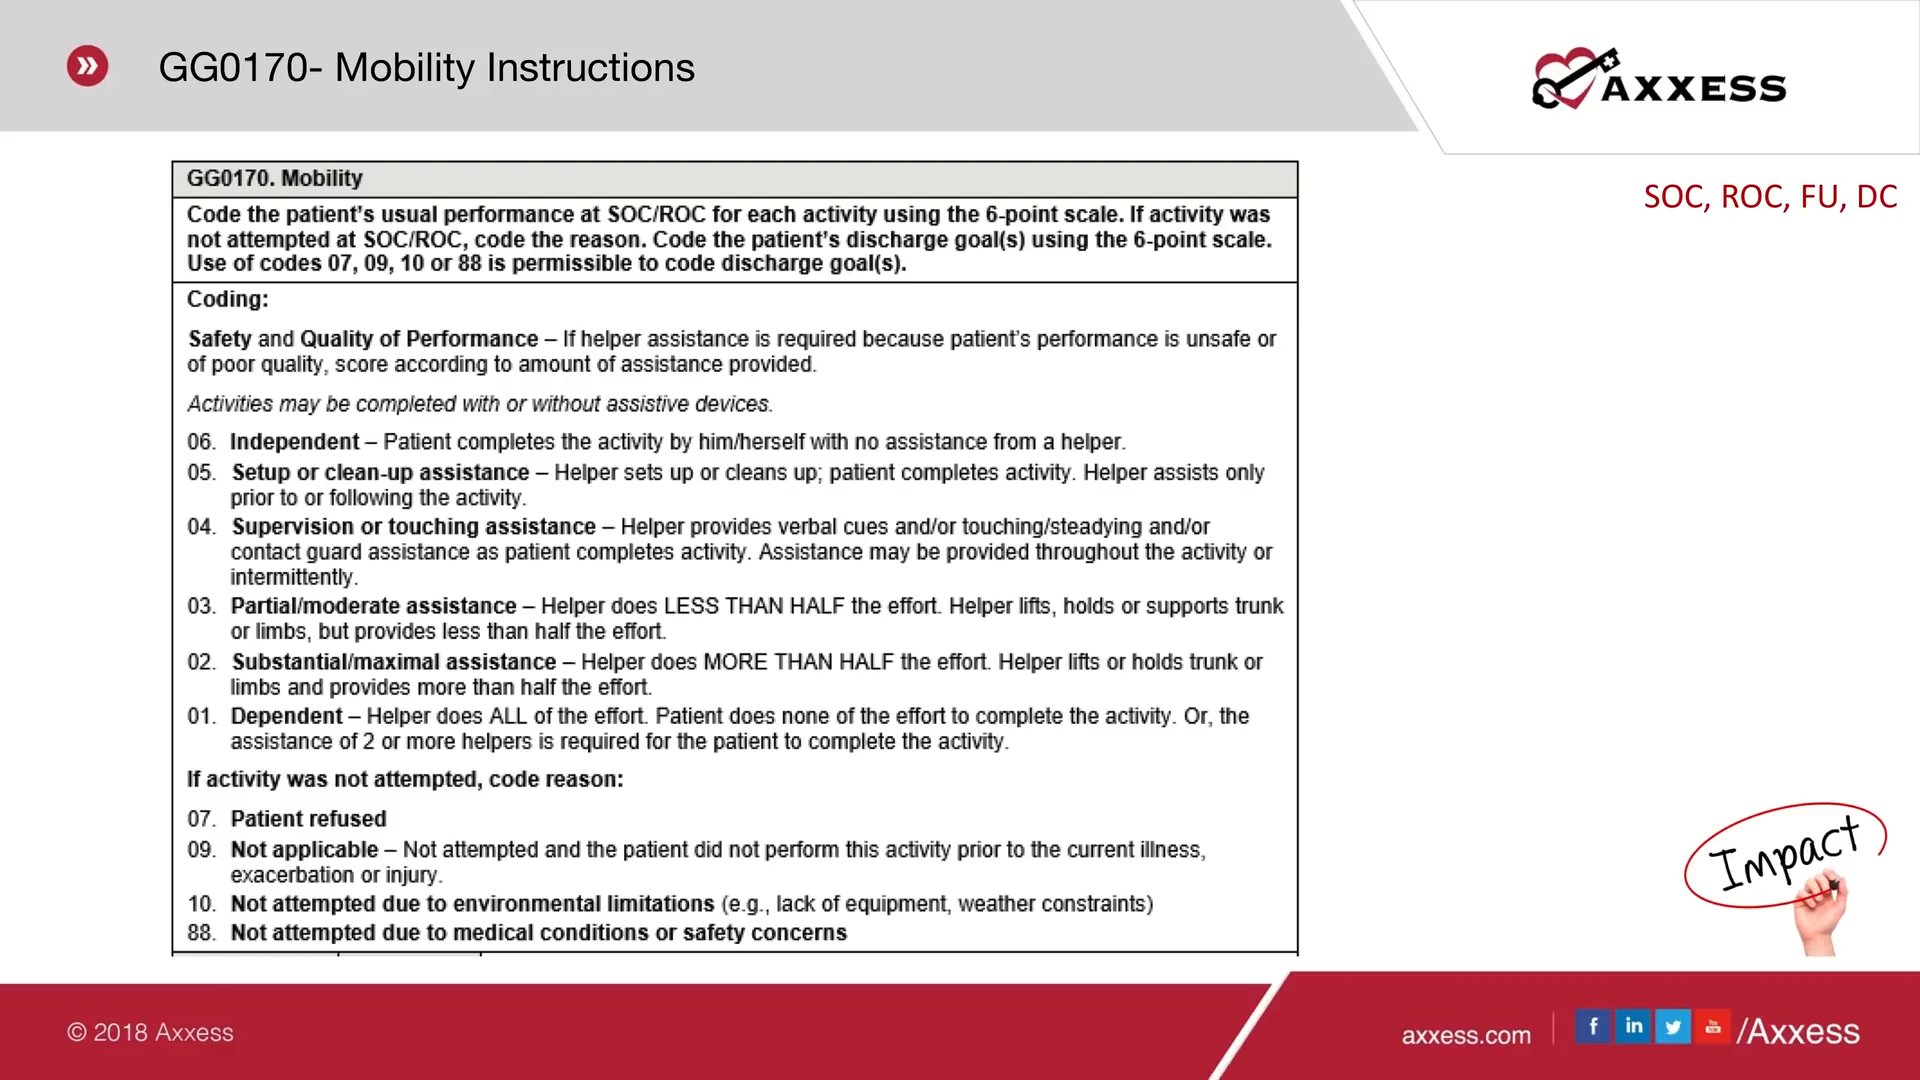 GG0170- Mobility Instructions
AXXESS
SOC, ROC, FU, DC
GG0170. Mobility
Code the patient's usual performance at SOC/ROC for each activity using the 6-point scale. If activity was
not attempted at SOC/ROC, code the reason. Code the patient's discharge goal(s) using the 6-point scale.
Use of codes 07, 09, 10 or 88 is permissible to code discharge goal(s).
Coding:
Safety and Quality of Performance – If helper assistance is required because patient's performance is unsafe or
of poor quality, score according to amount of assistance provided.
Activities may be completed with or without assistive devices.
06. Independent – Patient completes the activity by him/herself with no assistance from a helper.
05. Setup or clean-up assistance – Helper sets up or cleans up; patient completes activity. Helper assists only
prior to or following the activity.
04. Supervision or touching assistance – Helper provides verbal cues and/or touching/steadying and/or
contact guard assistance as patient completes activity. Assistance may be provided throughout the activity or
intermittently.
03. Partial/moderate assistance – Helper does LESS THAN HALF the effort. Helper lifts, holds or supports trunk
or limbs, but provides less than half the effort.
02. Substantial/maximal assistance – Helper does MORE THAN HALF the effort. Helper lifts or holds trunk or
limbs and provides more than half the effort.
01. Dependent – Helper does ALL of the effort. Patient does none of the effort to complete the activity. Or, the
assistance of 2 or more helpers is required for the patient to complete the activity.
If activity was not attempted, code reason:
07. Patient refused
09. Not applicable – Not attempted and the patient did not perform this activity prior to the current illness,
exacerbation or injury.
10. Not attempted due to environmental limitations (e.g., lack of equipment, weather constraints)
88. Not attempted due to medical conditions or safety concerns
Impact
© 2018 Axxess
axxess.com
/Axxess